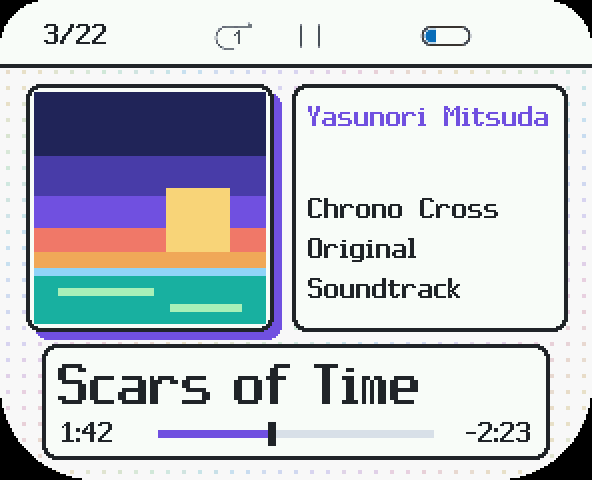 3/22
1
Yasunori Mitsuda
Chrono Cross
Original
Soundtrack
Scars of Time
1:42
-2:23